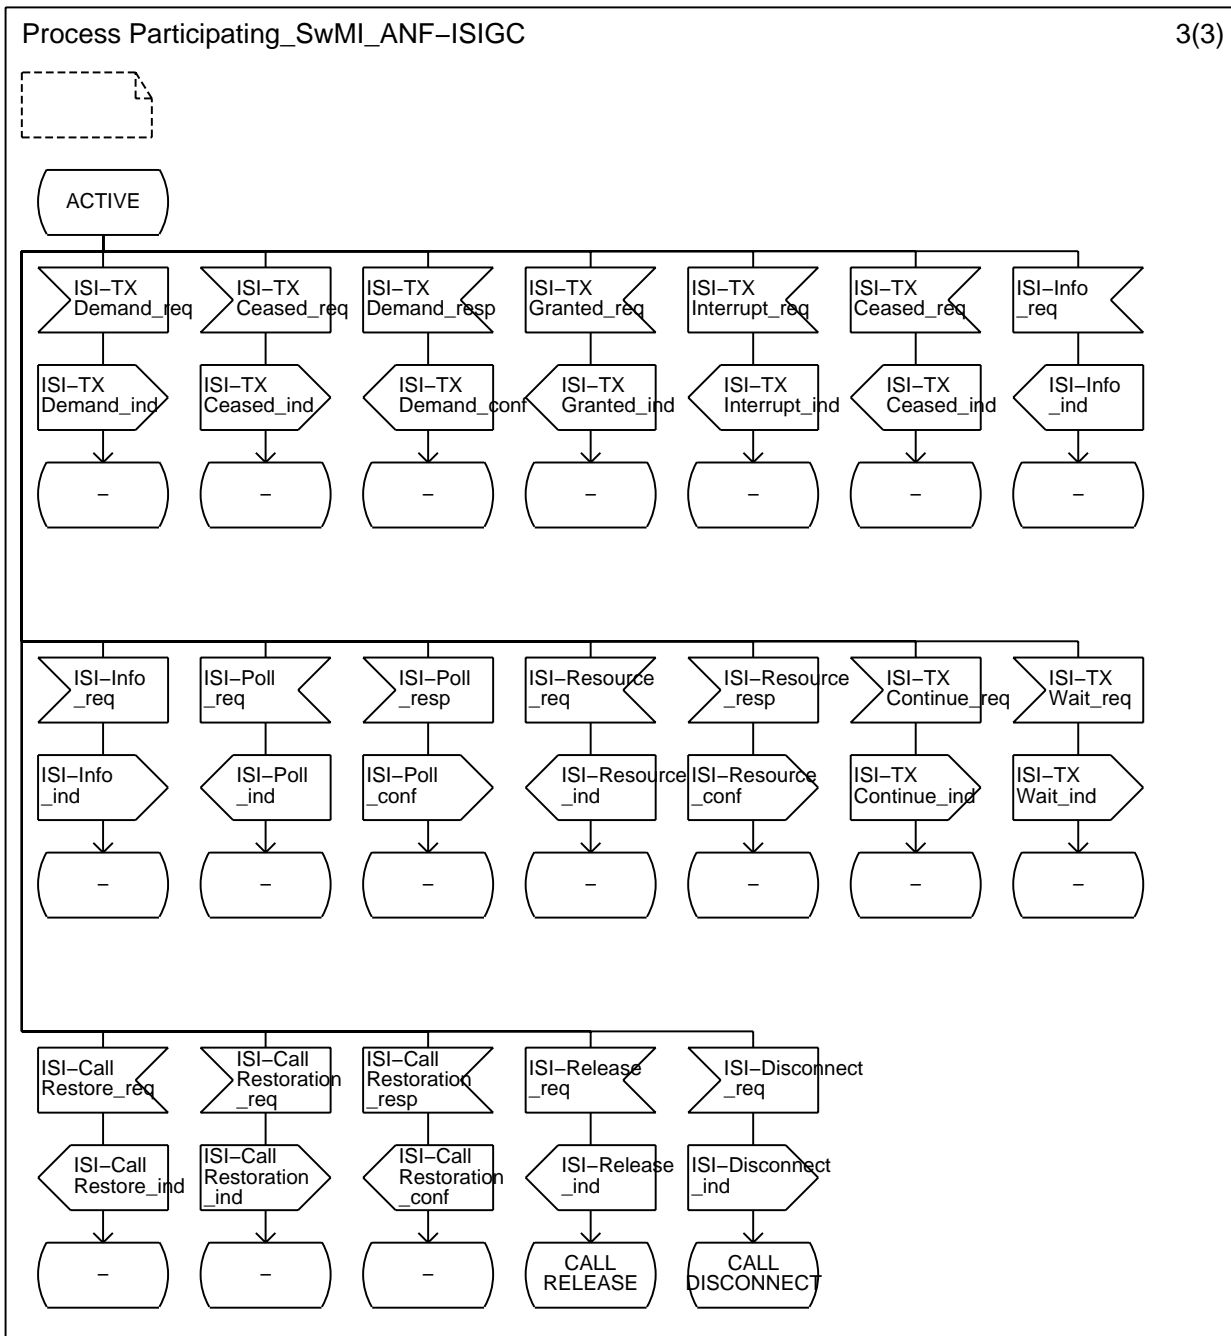 Process Participating_SwMI_ANF–ISIGC 3(3)
ACTIVE
ISI–TX Demand_req
ISI–TX Ceased_req
ISI–TX Demand_resp
ISI–TX Granted_req
ISI–TX Interrupt_req
ISI–TX Ceased_req
ISI–Info _req
ISI–TX Demand_ind
ISI–TX Ceased_ind
ISI–TX Demand_conf
ISI–TX Granted_ind
ISI–TX Interrupt_ind
ISI–TX Ceased_ind
ISI–Info _ind
– – – – – – –
ISI–Info _req
ISI–Poll _req
ISI–Poll _resp
ISI–Resource _req
ISI–Resource _resp
ISI–TX Continue_req
ISI–TX Wait_req
ISI–Info _ind
ISI–Poll _ind
ISI–Poll _conf
ISI–Resource _ind
ISI–Resource _conf
ISI–TX Continue_ind
ISI–TX Wait_ind
– – – – – – –
ISI–Call Restore_req
ISI–Call Restoration _req
ISI–Call Restoration _resp
ISI–Release _req
ISI–Disconnect _req
ISI–Call Restore_ind
ISI–Call Restoration _ind
ISI–Call Restoration _conf
ISI–Release _ind
ISI–Disconnect _ind
– – –
CALL RELEASE
CALL DISCONNECT